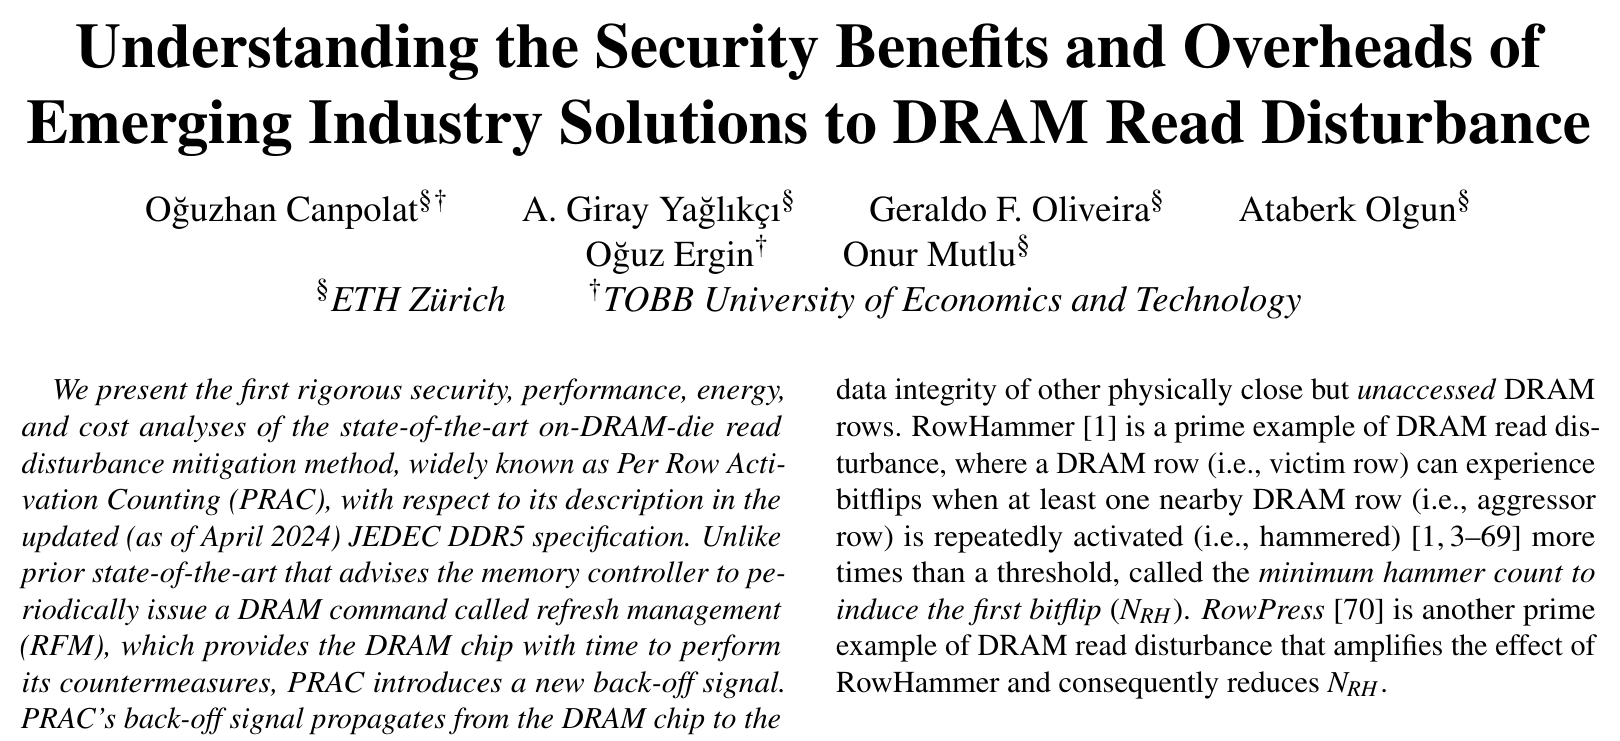 Understanding the Security Benefits and Overheads of
Emerging Industry Solutions to DRAM Read Disturbance
Oğuzhan Canpolat§† A. Giray Yağlıkçı§ Geraldo F. Oliveira§ Ataberk Olgun§
Oğuz Ergin† Onur Mutlu§
§ETH Zürich †TOBB University of Economics and Technology
We present the first rigorous security, performance, energy,
and cost analyses of the state-of-the-art on-DRAM-die read
disturbance mitigation method, widely known as Per Row Acti-
vation Counting (PRAC), with respect to its description in the
updated (as of April 2024) JEDEC DDR5 specification. Unlike
prior state-of-the-art that advises the memory controller to pe-
riodically issue a DRAM command called refresh management
(RFM), which provides the DRAM chip with time to perform
its countermeasures, PRAC introduces a new back-off signal.
PRAC's back-off signal propagates from the DRAM chip to the
data integrity of other physically close but unaccessed DRAM
rows. RowHammer [1] is a prime example of DRAM read dis-
turbance, where a DRAM row (i.e., victim row) can experience
bitflips when at least one nearby DRAM row (i.e., aggressor
row) is repeatedly activated (i.e., hammered) [1, 3–69] more
times than a threshold, called the minimum hammer count to
induce the first bitflip (NRH). RowPress [70] is another prime
example of DRAM read disturbance that amplifies the effect of
RowHammer and consequently reduces NRH.